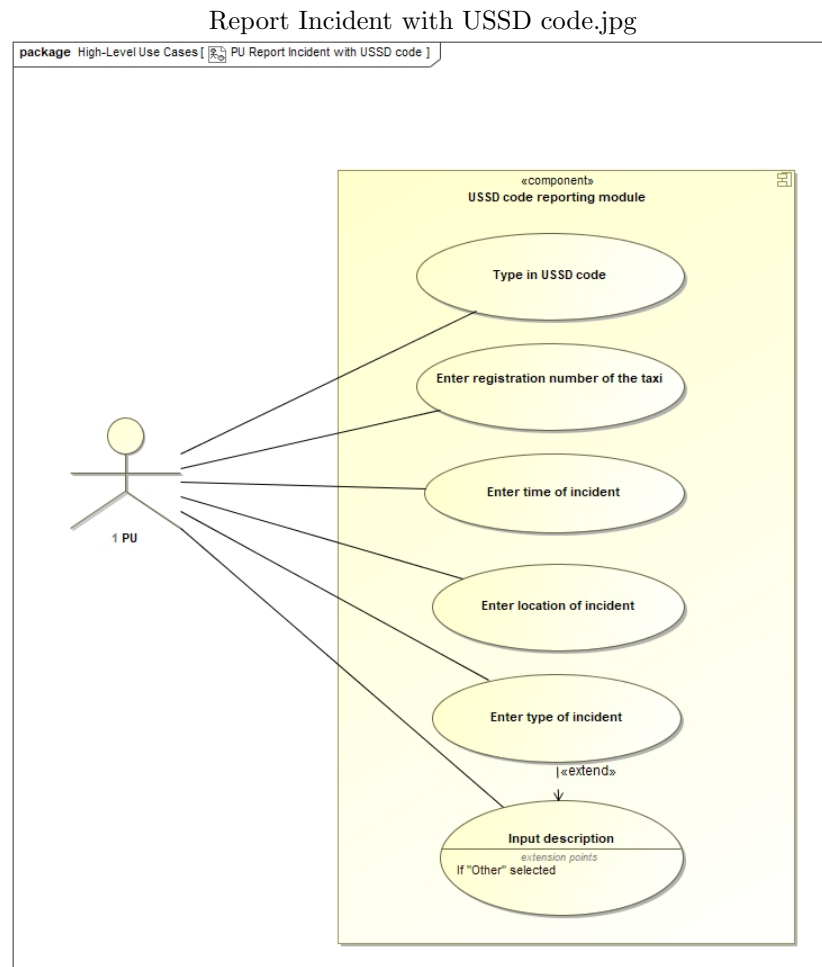 Report Incident with USSD code.jpg
package High-Level Use Cases [ PU Report Incident with USSD code ]
«component»
USSD code reporting module
Type in USSD code
Enter registration number of the taxi
Enter time of incident
1 PU
Enter location of incident
Enter type of incident
«extend»
Input description
extension points
If "Other" selected